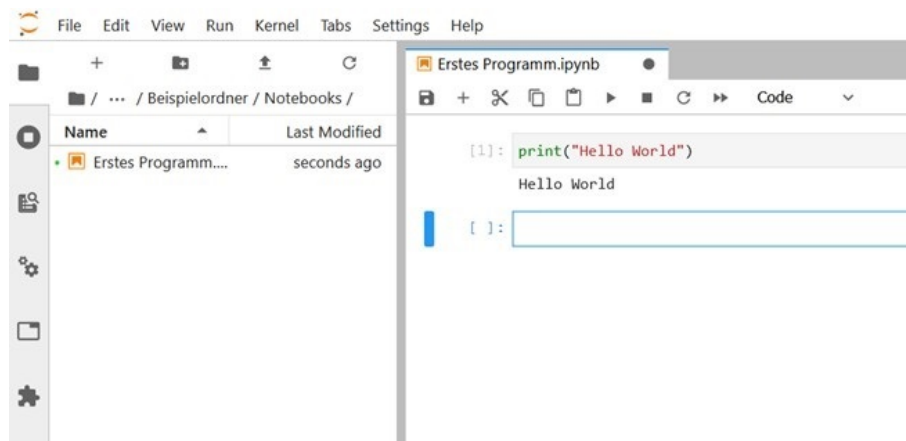 File Edit View Run Kernel Tabs Settings Help
/ ··· / Beispielordner / Notebooks /
Name Last Modified
Erstes Programm.... seconds ago
Erstes Programm.ipynb
Code
[1]: print("Hello World")
Hello World
[ ]: